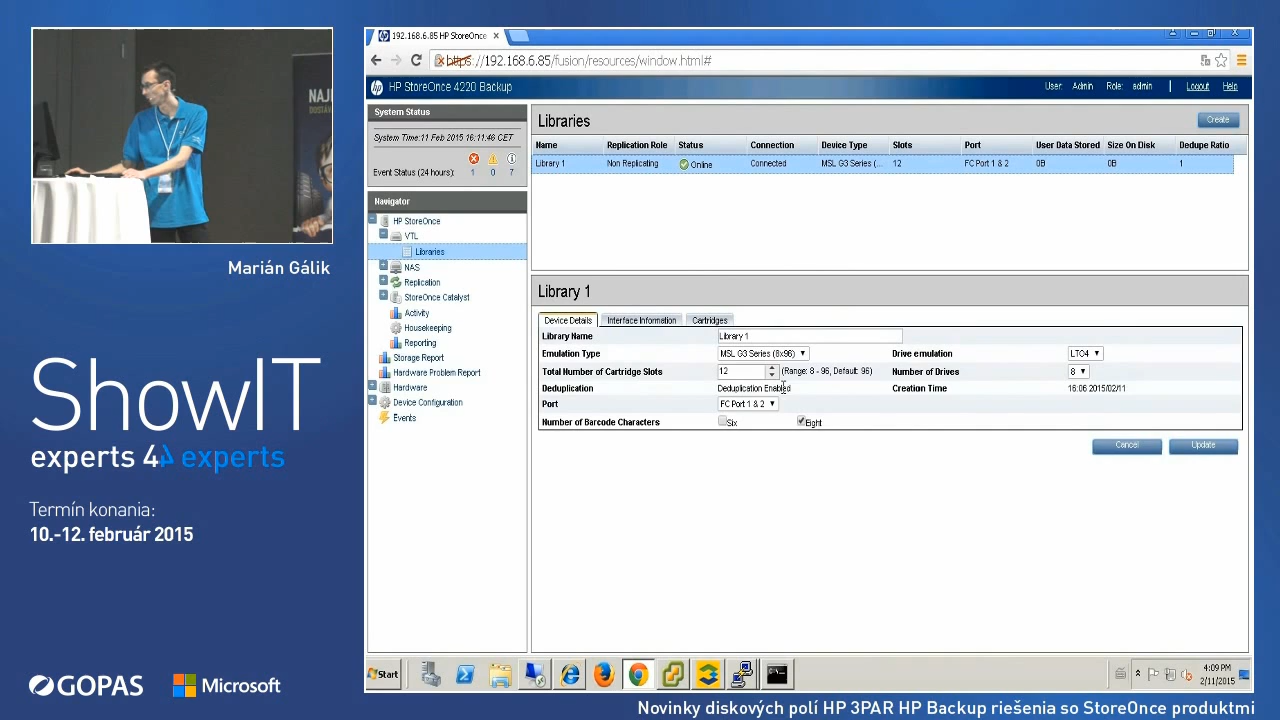 Marián Gálik
ShowIT
experts 4 experts
Termín konania:
10.-12. február 2015
GOPAS
Microsoft
NAJ
192.168.6.85 HP StoreOnce
https://192.168.6.85/fusion/resources/window.html#
HP StoreOnce 4220 Backup
User: Admin Role: admin | Logout Help
System Status
System Time:11 Feb 2015 16:11:46 CET
Event Status (24 hours): 1 0 7
Navigator
HP StoreOnce
VTL
Libraries
NAS
Replication
StoreOnce Catalyst
Activity
Housekeeping
Reporting
Storage Report
Hardware Problem Report
Hardware
Device Configuration
Events
Libraries
Create
Name Replication Role Status Connection Device Type Slots Port User Data Stored Size On Disk Dedupe Ratio
Library 1 Non Replicating Online Connected MSL G3 Series (... 12 FC Port 1 & 2 0B 0B 1
Library 1
Device Details Interface Information Cartridges
Library Name Library 1
Emulation Type MSL G3 Series (8x96) Drive emulation LTO4
Total Number of Cartridge Slots 12 (Range: 8 - 96, Default: 96) Number of Drives 8
Deduplication Deduplication Enabled Creation Time 16:06 2015/02/11
Port FC Port 1 & 2
Number of Barcode Characters Six Eight
Cancel Update
Start
4:09 PM
2/11/2015
Novinky diskových polí HP 3PAR HP Backup riešenia so StoreOnce produktmi